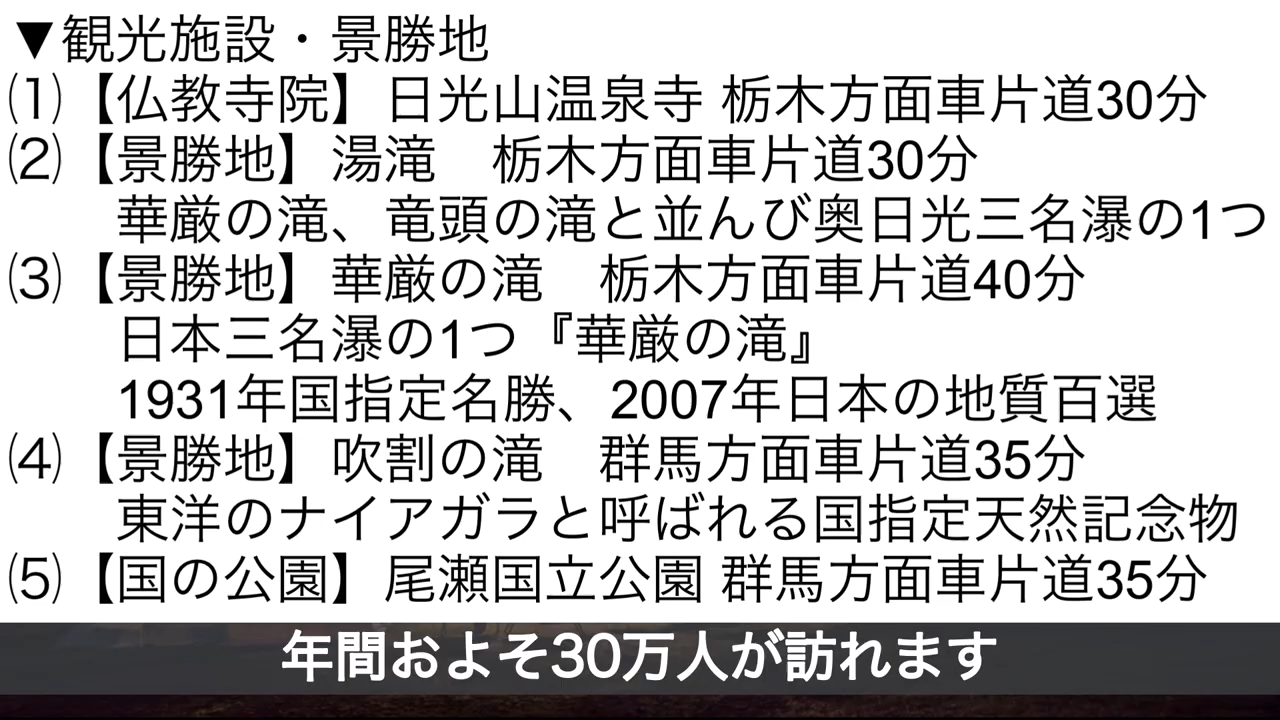 ▼観光施設・景勝地
⑴【仏教寺院】日光山温泉寺 栃木方面車片道30分
⑵【景勝地】湯滝　栃木方面車片道30分
華厳の滝、竜頭の滝と並んび奥日光三名瀑の1つ
⑶【景勝地】華厳の滝　栃木方面車片道40分
日本三名瀑の1つ『華厳の滝』
1931年国指定名勝、2007年日本の地質百選
⑷【景勝地】吹割の滝　群馬方面車片道35分
東洋のナイアガラと呼ばれる国指定天然記念物
⑸【国の公園】尾瀬国立公園 群馬方面車片道35分
年間およそ30万人が訪れます